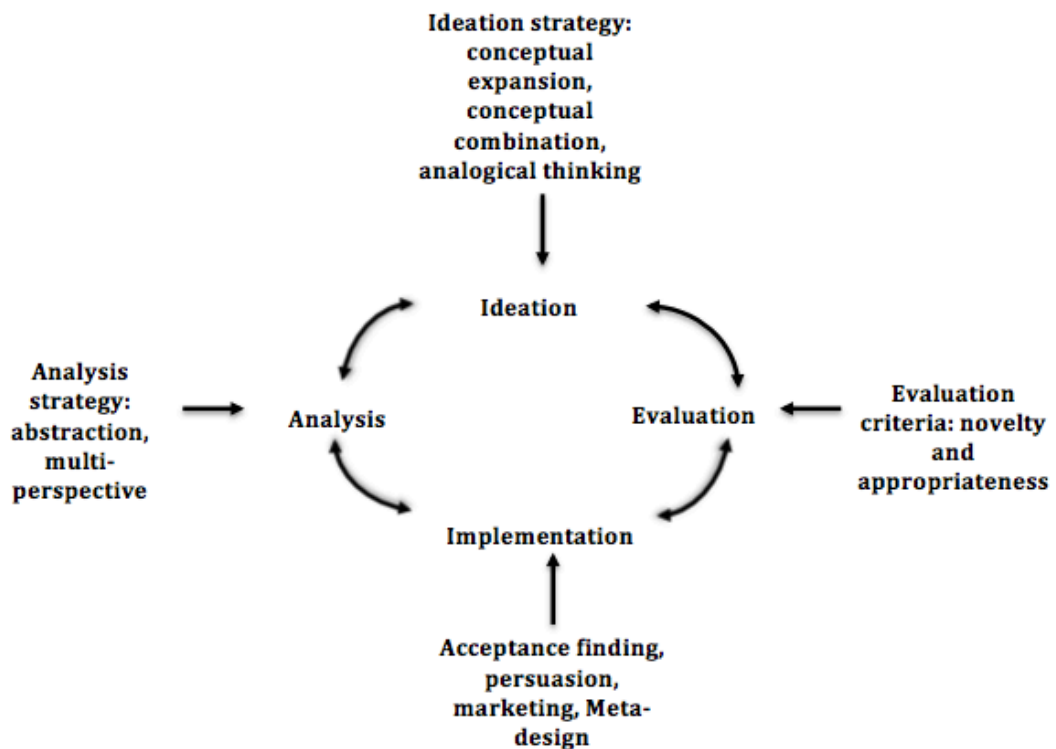 Ideation strategy:
conceptual
expansion,
conceptual
combination,
analogical thinking
Ideation
Analysis
strategy:
abstraction,
multi-
perspective
Analysis
Evaluation
Evaluation
criteria: novelty
and
appropriateness
Implementation
Acceptance finding,
persuasion,
marketing, Meta-
design